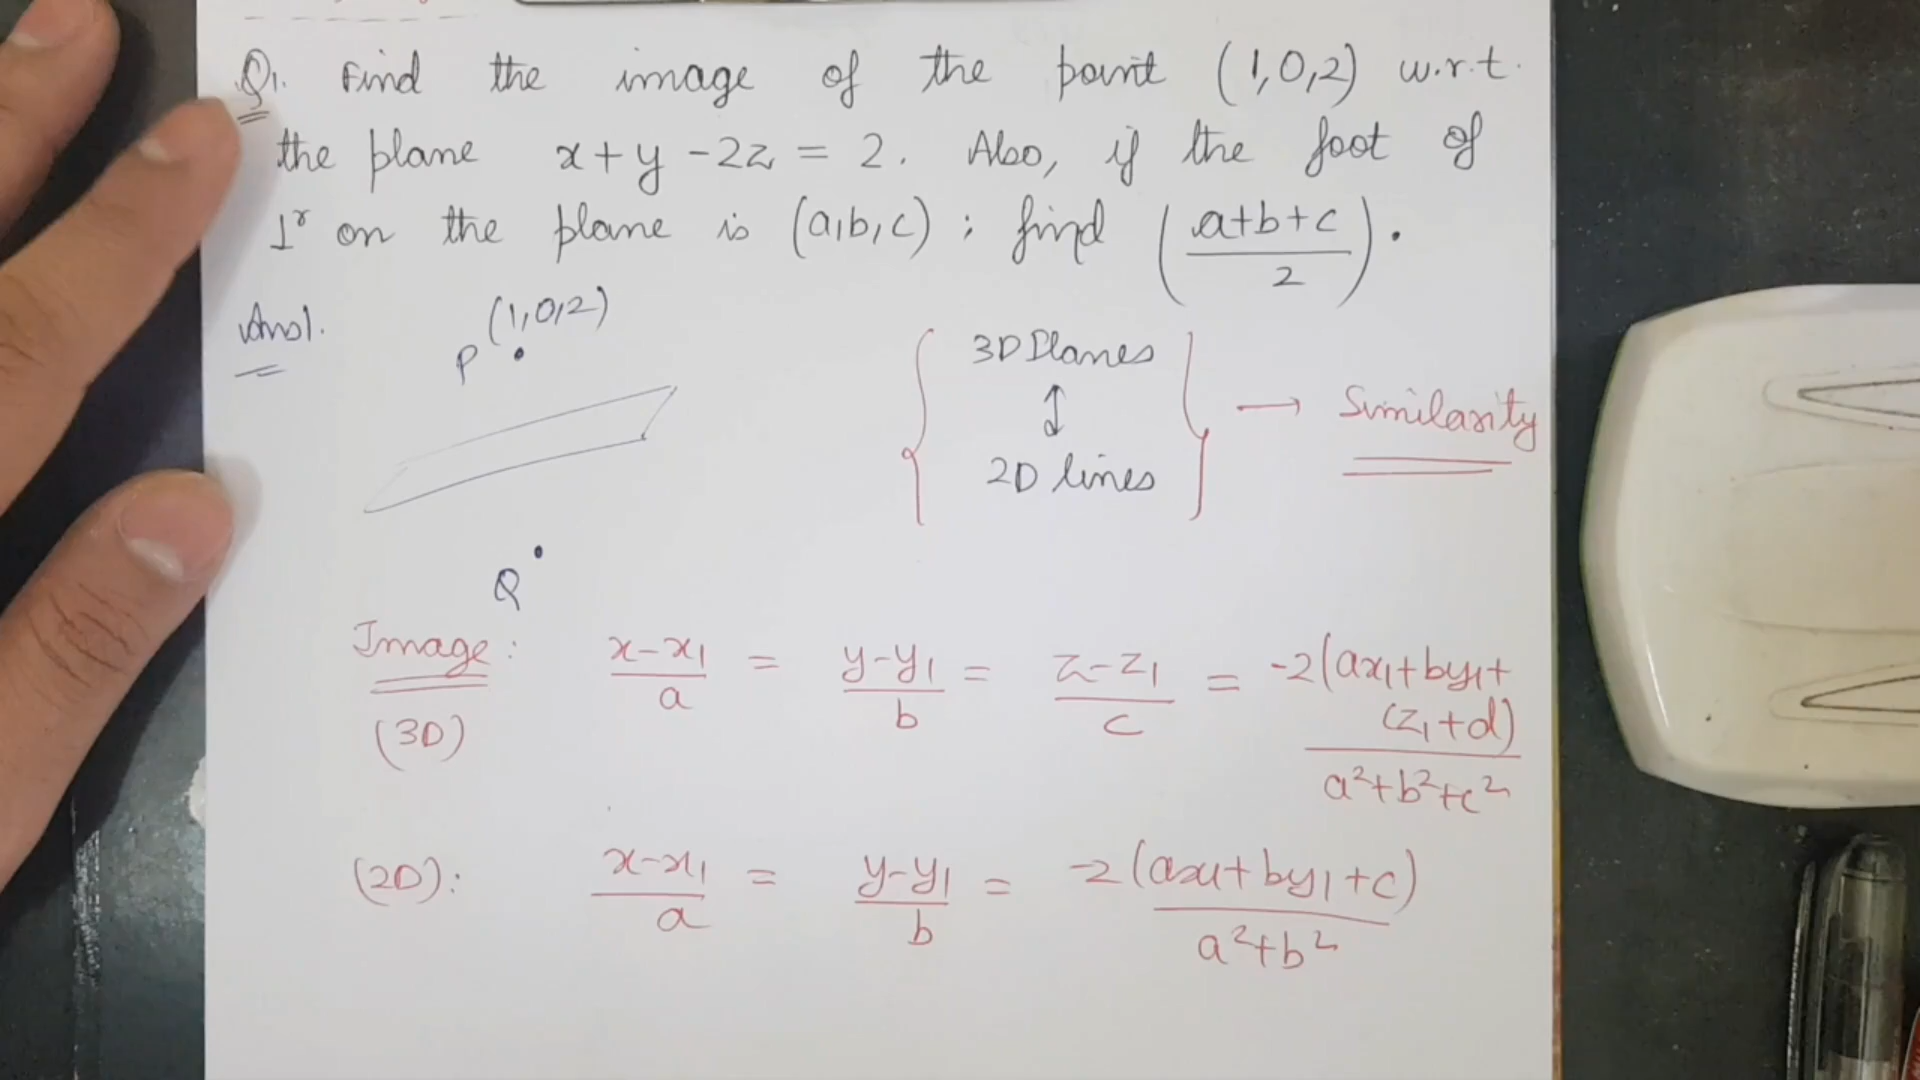 Q1. Find the image of the point (1,0,2) w.r.t.
the plane x+y-2z = 2. Also, if the foot of
⊥r on the plane is (a,b,c) ; find (a+b+c / 2).
Ans1.
P (1,0,2)
Q
3D Planes
↕
2D lines
→ Similarity
Image: (3D) x-x1 / a = y-y1 / b = z-z1 / c = -2(ax1+by1+cz1+d) / a²+b²+c²
(2D): x-x1 / a = y-y1 / b = -2(ax1+by1+c) / a²+b²